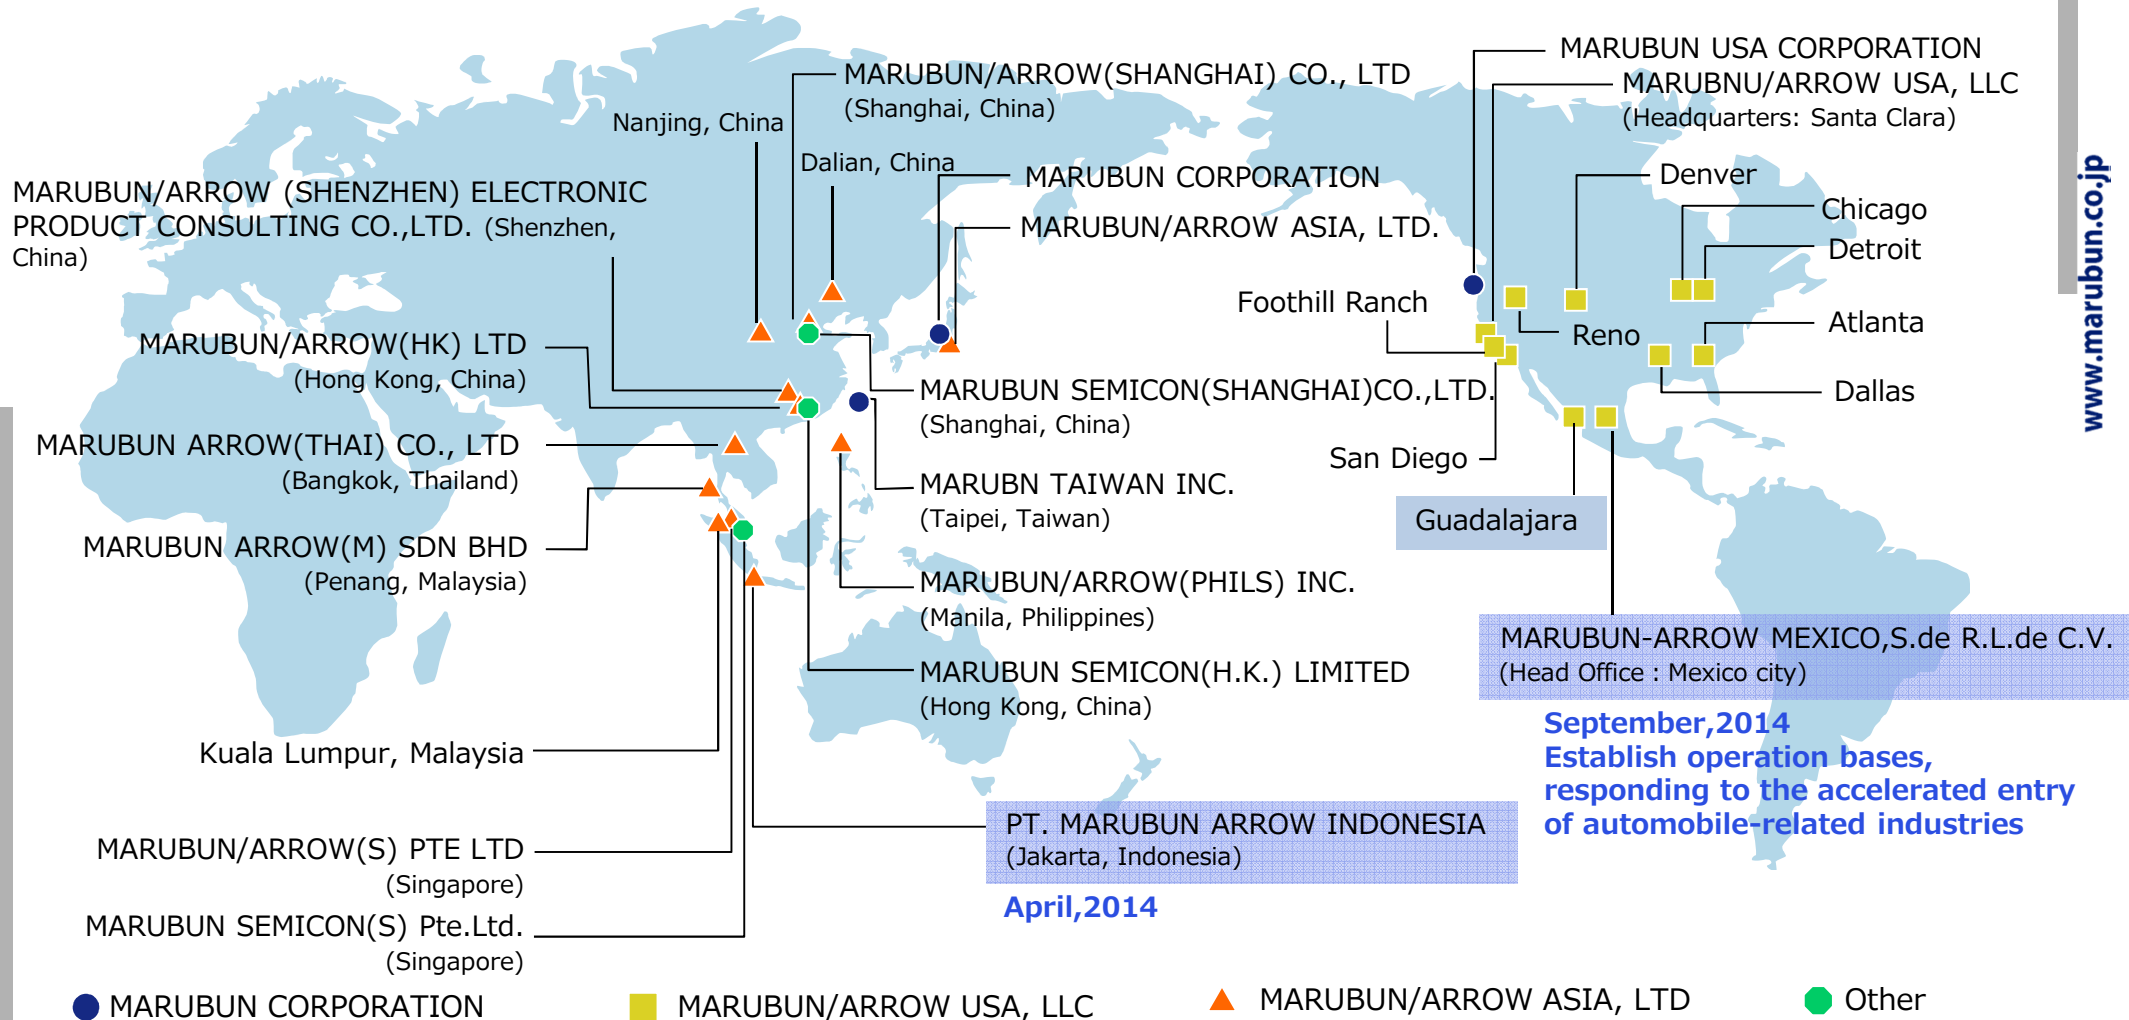 MARUBUN USA CORPORATION
MARUBNU/ARROW USA, LLC
(Headquarters: Santa Clara)
MARUBUN/ARROW(SHANGHAI) CO., LTD
(Shanghai, China)
Nanjing, China
Dalian, China
MARUBUN CORPORATION
MARUBUN/ARROW ASIA, LTD.
MARUBUN/ARROW (SHENZHEN) ELECTRONIC
PRODUCT CONSULTING CO.,LTD. (Shenzhen,
China)
Denver
Chicago
Detroit
Foothill Ranch
Reno
Atlanta
Dallas
San Diego
Guadalajara
MARUBUN/ARROW(HK) LTD
(Hong Kong, China)
MARUBUN SEMICON(SHANGHAI)CO.,LTD.
(Shanghai, China)
MARUBUN ARROW(THAI) CO., LTD
(Bangkok, Thailand)
MARUBN TAIWAN INC.
(Taipei, Taiwan)
MARUBUN ARROW(M) SDN BHD
(Penang, Malaysia)
MARUBUN/ARROW(PHILS) INC.
(Manila, Philippines)
MARUBUN SEMICON(H.K.) LIMITED
(Hong Kong, China)
MARUBUN-ARROW MEXICO,S.de R.L.de C.V.
(Head Office : Mexico city)
September,2014
Establish operation bases,
responding to the accelerated entry
of automobile-related industries
Kuala Lumpur, Malaysia
MARUBUN/ARROW(S) PTE LTD
(Singapore)
PT. MARUBUN ARROW INDONESIA
(Jakarta, Indonesia)
April,2014
MARUBUN SEMICON(S) Pte.Ltd.
(Singapore)
MARUBUN CORPORATION
MARUBUN/ARROW USA, LLC
MARUBUN/ARROW ASIA, LTD
Other
www.marubun.co.jp